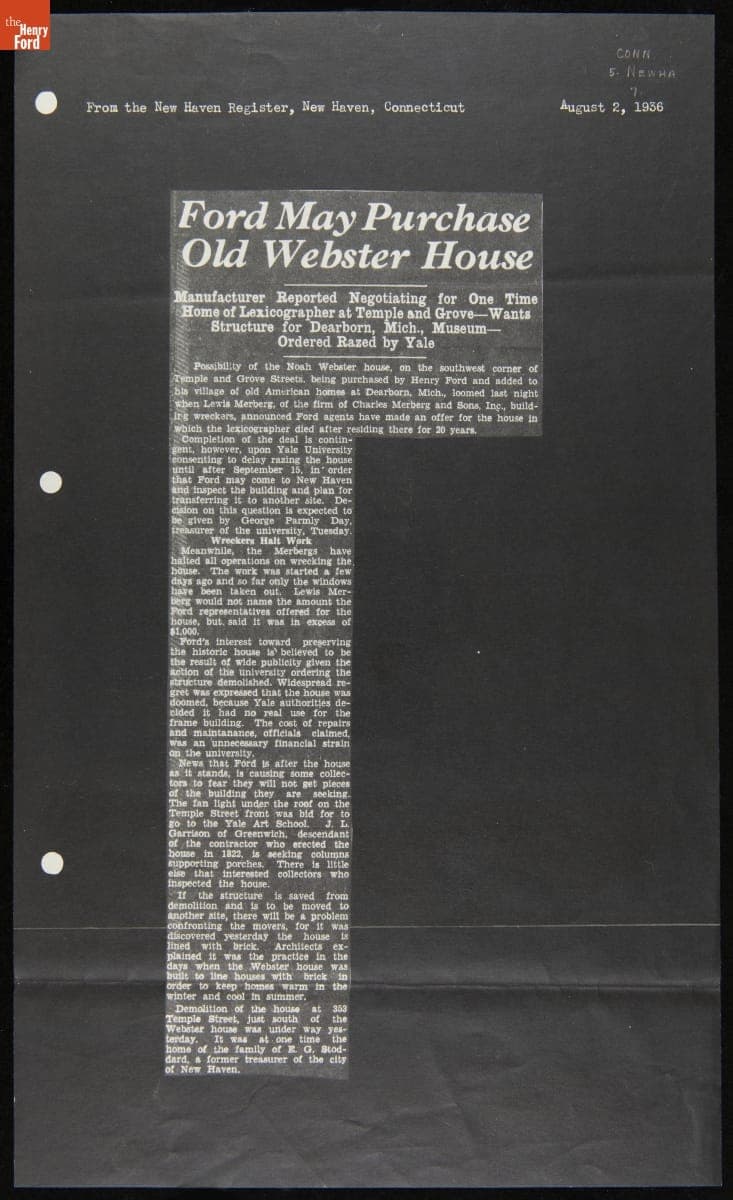 the
Henry
Ford
CONN.
5- NEWHA
7.
From the New Haven Register, New Haven, Connecticut
August 2, 1936
Ford May Purchase
Old Webster House
Manufacturer Reported Negotiating for One Time
Home of Lexicographer at Temple and Grove—Wants
Structure for Dearborn, Mich., Museum—
Ordered Razed by Yale
Possibility of the Noah Webster house, on the southwest corner of
Temple and Grove Streets, being purchased by Henry Ford and added to
his village of old American homes at Dearborn, Mich., loomed last night
when Lewis Merberg, of the firm of Charles Merberg and Sons, Inc., build-
ing wreckers, announced Ford agents have made an offer for the house in
which the lexicographer died after residing there for 20 years.
Completion of the deal is contin-
gent, however, upon Yale University
consenting to delay razing the house
until after September 15, in order
that Ford may come to New Haven
and inspect the building and plan for
transferring it to another site. De-
cision on this question is expected to
be given by George Parmly Day,
treasurer of the university, Tuesday.
Wreckers Halt Work
Meanwhile, the Merbergs have
halted all operations on wrecking the
house. The work was started a few
days ago and so far only the windows
have been taken out. Lewis Mer-
berg would not name the amount the
Ford representatives offered for the
house, but said it was in excess of
$1,000.
Ford's interest toward preserving
the historic house is believed to be
the result of wide publicity given the
action of the university ordering the
structure demolished. Widespread re-
gret was expressed that the house was
doomed, because Yale authorities de-
cided it had no real use for the
frame building. The cost of repairs
and maintanance, officials claimed,
was an unnecessary financial strain
on the university.
News that Ford is after the house
as it stands, is causing some collec-
tors to fear they will not get pieces
of the building they are seeking.
The fan light under the roof on the
Temple Street front was bid for to
go to the Yale Art School. J. L.
Garrison of Greenwich, descendant
of the contractor who erected the
house in 1822, is seeking columns
supporting porches. There is little
else that interested collectors who
inspected the house.
If the structure is saved from
demolition and is to be moved to
another site, there will be a problem
confronting the movers, for it was
discovered yesterday the house is
lined with brick. Architects ex-
plained it was the practice in the
days when the Webster house was
built to line houses with brick in
order to keep homes warm in the
winter and cool in summer.
Demolition of the house at 353
Temple Street, just south of the
Webster house was under way yes-
terday. It was at one time the
home of the family of E. G. Stod-
dard, a former treasurer of the city
of New Haven.